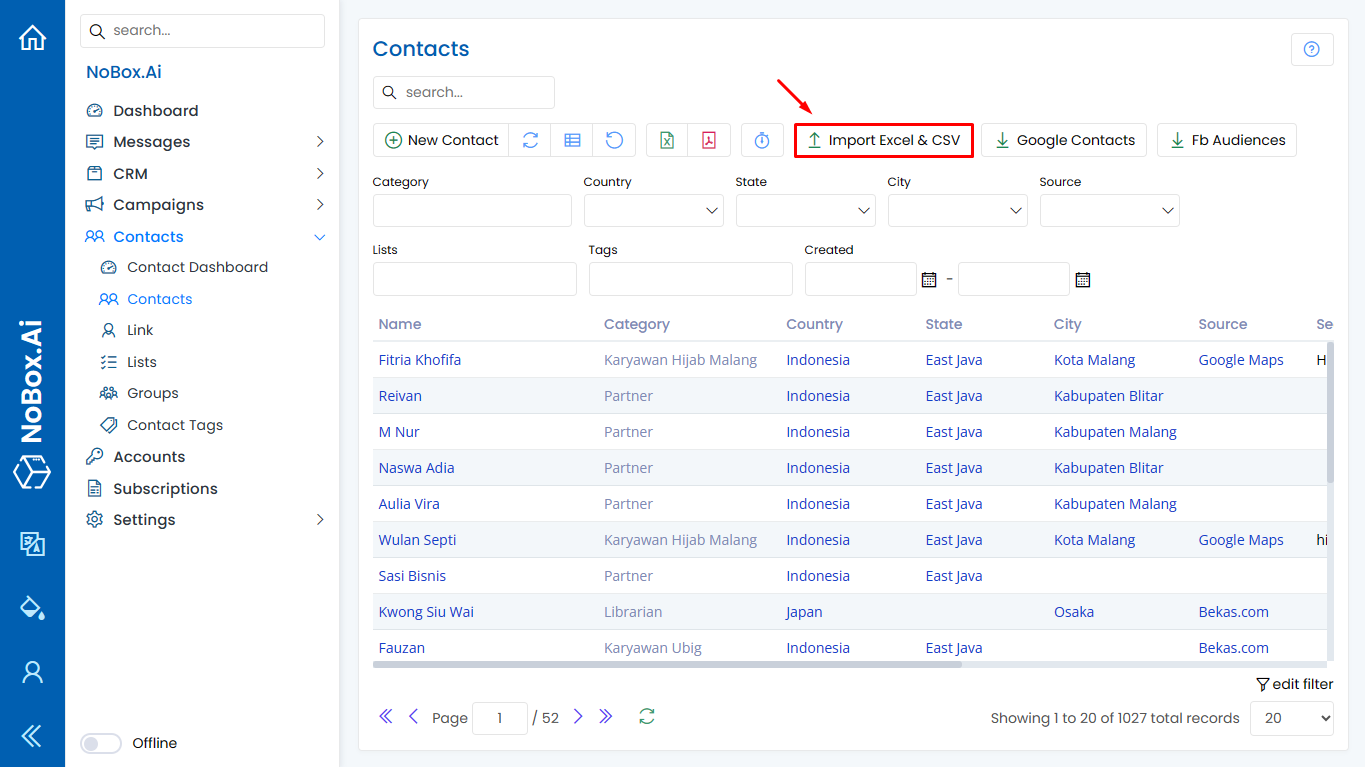 NoBox.Ai
search...
NoBox.Ai
Dashboard
Messages
CRM
Campaigns
Contacts
Contact Dashboard
Contacts
Link
Lists
Groups
Contact Tags
Accounts
Subscriptions
Settings
Offline
Contacts
search...
New Contact Import Excel & CSV Google Contacts Fb Audiences
Category Country State City Source
Lists Tags Created
-
Name Category Country State City Source Se
Fitria Khofifa Karyawan Hijab Malang Indonesia East Java Kota Malang Google Maps H
Reivan Partner Indonesia East Java Kabupaten Blitar
M Nur Partner Indonesia East Java Kabupaten Malang
Naswa Adia Partner Indonesia East Java Kabupaten Blitar
Aulia Vira Partner Indonesia East Java Kabupaten Malang
Wulan Septi Karyawan Hijab Malang Indonesia East Java Kota Malang Google Maps hi
Sasi Bisnis Partner Indonesia East Java
Kwong Siu Wai Librarian Japan Osaka Bekas.com
Fauzan Karyawan Ubig Indonesia East Java Bekas.com
edit filter
Page 1 / 52 Showing 1 to 20 of 1027 total records 20